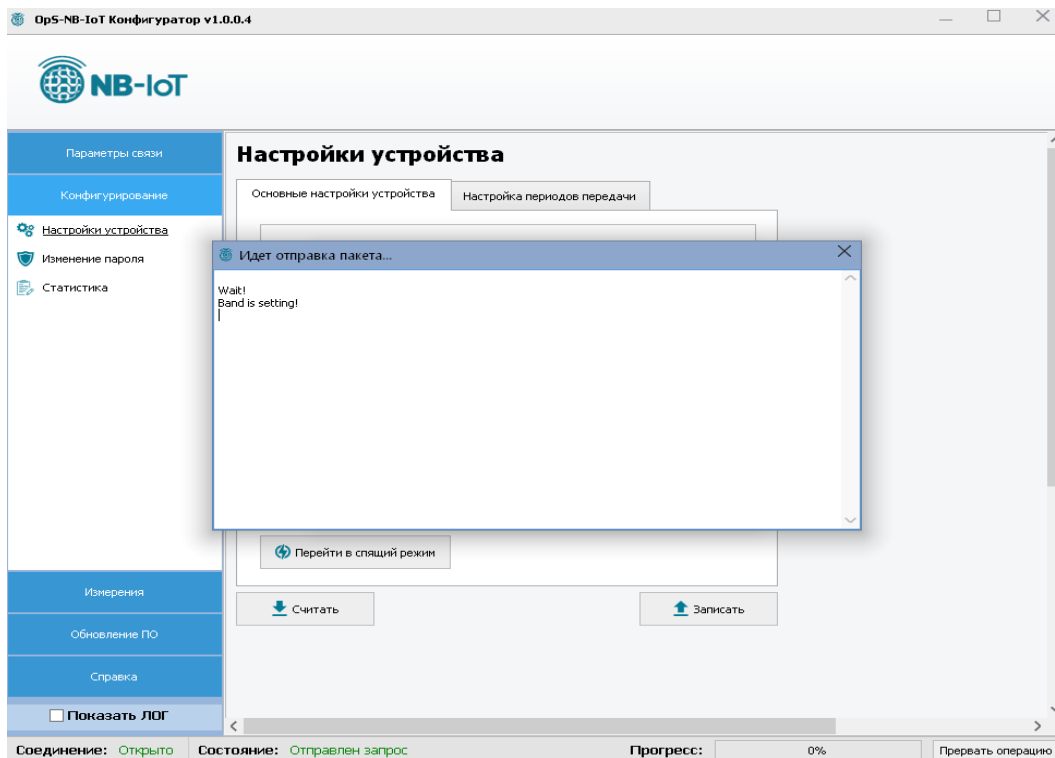 OpS-NB-IoT Конфигуратор v1.0.0.4
NB-IoT
Параметры связи
Конфигурирование
Настройки устройства
Изменение пароля
Статистика
Измерения
Обновление ПО
Справка
Показать ЛОГ
Настройки устройства
Основные настройки устройства
Настройка периодов передачи
Идет отправка пакета...
Wait!
Band is setting!
Перейти в спящий режим
Считать
Записать
Соединение: Открыто Состояние: Отправлен запрос Прогресс: 0% Прервать операцию